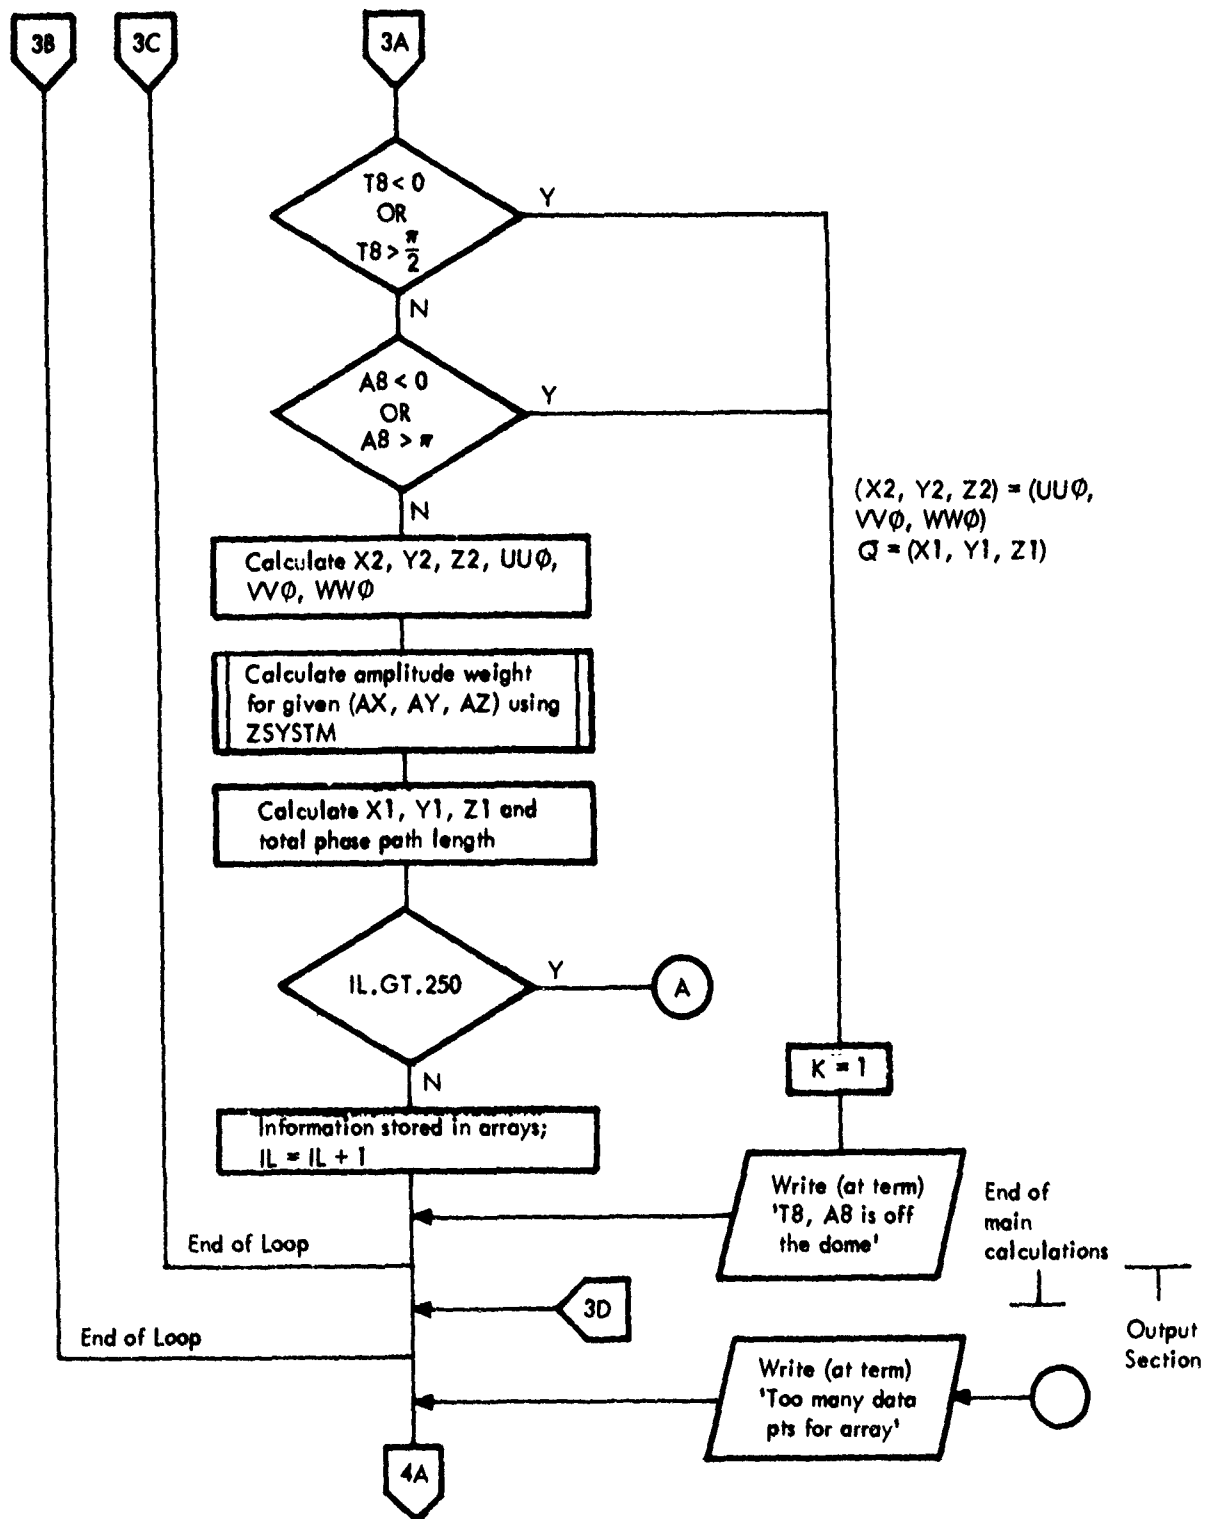 3B
3C
3A
T8 < 0
OR
T8 > π/2
Y
N
A8 < 0
OR
A8 > π
Y
N
(X2, Y2, Z2) = (UUØ,
VVØ, WWØ)
Q = (X1, Y1, Z1)
Calculate X2, Y2, Z2, UUØ,
VVØ, WWØ
Calculate amplitude weight
for given (AX, AY, AZ) using
ZSYSTM
Calculate X1, Y1, Z1 and
total phase path length
IL.GT.250
Y
A
N
K = 1
Information stored in arrays;
IL = IL + 1
Write (at term)
'T8, A8 is off
the dome'
End of
main
calculations
End of Loop
3D
Output
Section
End of Loop
Write (at term)
'Too many data
pts for array'
4A